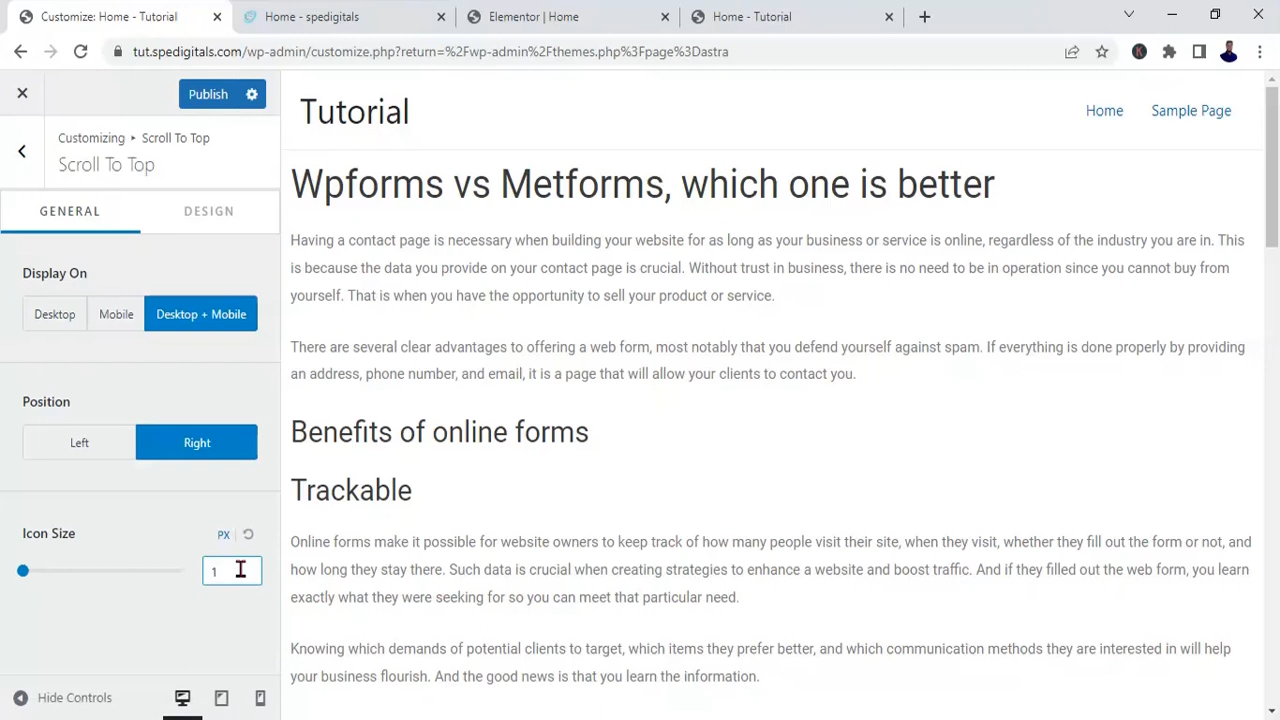 Customize: Home - Tutorial
Home - spedigitals
Elementor | Home
Home - Tutorial
tut.spedigitals.com/wp-admin/customize.php?return=%2Fwp-admin%2Fthemes.php%3Fpage%3Dastra
Publish
Customizing ▸ Scroll To Top
Scroll To Top
GENERAL
DESIGN
Display On
Desktop
Mobile
Desktop + Mobile
Position
Left
Right
Icon Size
PX
1
Hide Controls
Tutorial
Home
Sample Page
Wpforms vs Metforms, which one is better
Having a contact page is necessary when building your website for as long as your business or service is online, regardless of the industry you are in. This
is because the data you provide on your contact page is crucial. Without trust in business, there is no need to be in operation since you cannot buy from
yourself. That is when you have the opportunity to sell your product or service.
There are several clear advantages to offering a web form, most notably that you defend yourself against spam. If everything is done properly by providing
an address, phone number, and email, it is a page that will allow your clients to contact you.
Benefits of online forms
Trackable
Online forms make it possible for website owners to keep track of how many people visit their site, when they visit, whether they fill out the form or not, and
how long they stay there. Such data is crucial when creating strategies to enhance a website and boost traffic. And if they filled out the web form, you learn
exactly what they were seeking for so you can meet that particular need.
Knowing which demands of potential clients to target, which items they prefer better, and which communication methods they are interested in will help
your business flourish. And the good news is that you learn the information.